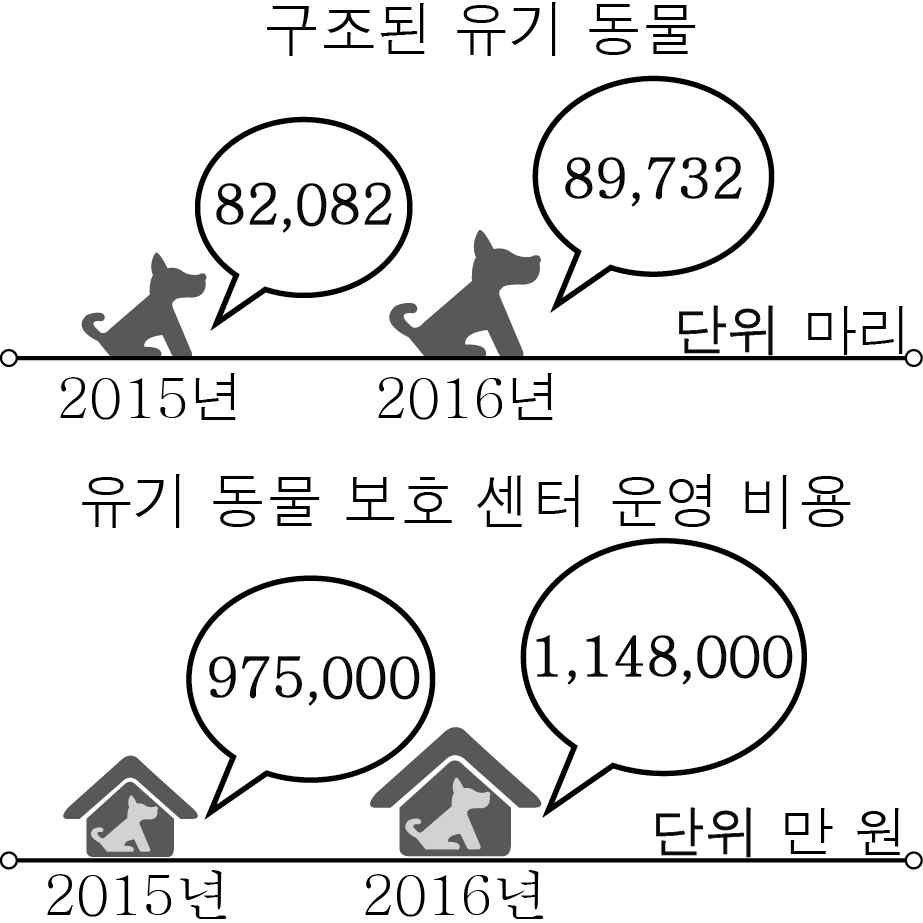 구조된 유기 동물
82,082
89,732
단위 마리
2015년
2016년
유기 동물 보호 센터 운영 비용
975,000
1,148,000
단위 만 원
2015년
2016년